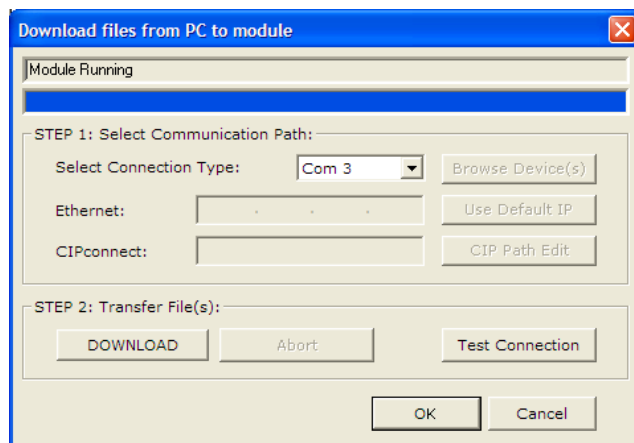 Download files from PC to module
Module Running
STEP 1: Select Communication Path:
Select Connection Type: Com 3 Browse Device(s)
Ethernet: . . . Use Default IP
CIPconnect: CIP Path Edit
STEP 2: Transfer File(s):
DOWNLOAD Abort Test Connection
OK Cancel